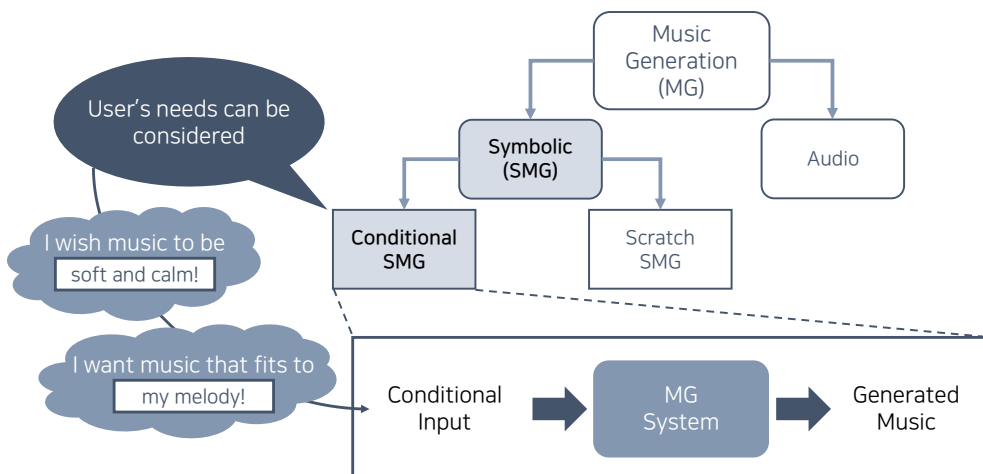 Music
Generation
(MG)
User's needs can be
considered
Symbolic
(SMG)
Audio
Conditional
SMG
Scratch
SMG
I wish music to be
soft and calm!
I want music that fits to
my melody!
Conditional
Input
MG
System
Generated
Music